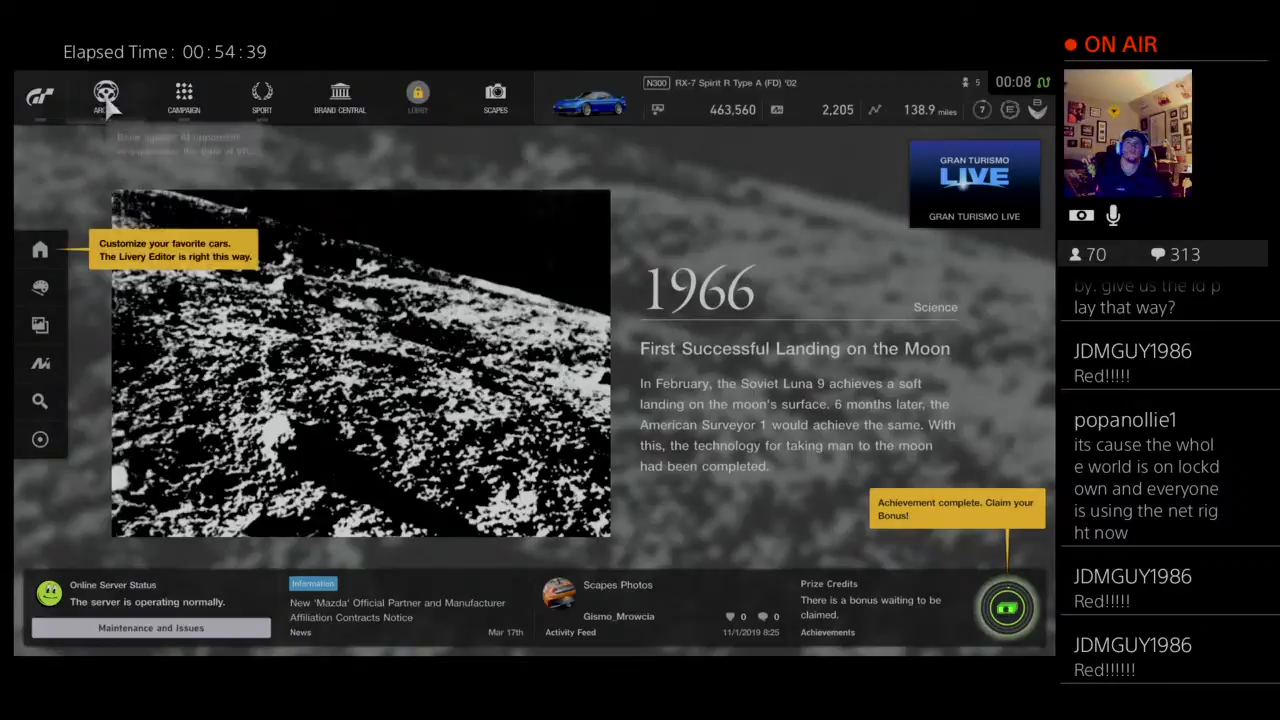 Elapsed Time: 00:54:39
ON AIR
CAMPAIGN
SPORT
BRAND CENTRAL
LOBBY
SCAPES
N300 RX-7 Spirit R Type A (FD) '02
463,560
2,205
138.9 miles
7
E
B
5
00:08
GRAN TURISMO
LIVE
GRAN TURISMO LIVE
Customize your favorite cars.
The Livery Editor is right this way.
1966
Science
First Successful Landing on the Moon
In February, the Soviet Luna 9 achieves a soft
landing on the moon's surface. 6 months later, the
American Surveyor 1 would achieve the same. With
this, the technology for taking man to the moon
had been completed.
Achievement complete. Claim your
Bonus!
Online Server Status
The server is operating normally.
Maintenance and Issues
Information
New 'Mazda' Official Partner and Manufacturer
Affiliation Contracts Notice
News
Mar 17th
Scapes Photos
Gismo_Mrowcia
0 0
Activity Feed
11/1/2019 8:25
Prize Credits
There is a bonus waiting to be
claimed.
Achievements
70
313
by. give us the id p
lay that way?
JDMGUY1986
Red!!!!!
popanollie1
its cause the whol
e world is on lockd
own and everyone
is using the net rig
ht now
JDMGUY1986
Red!!!!!
JDMGUY1986
Red!!!!!!